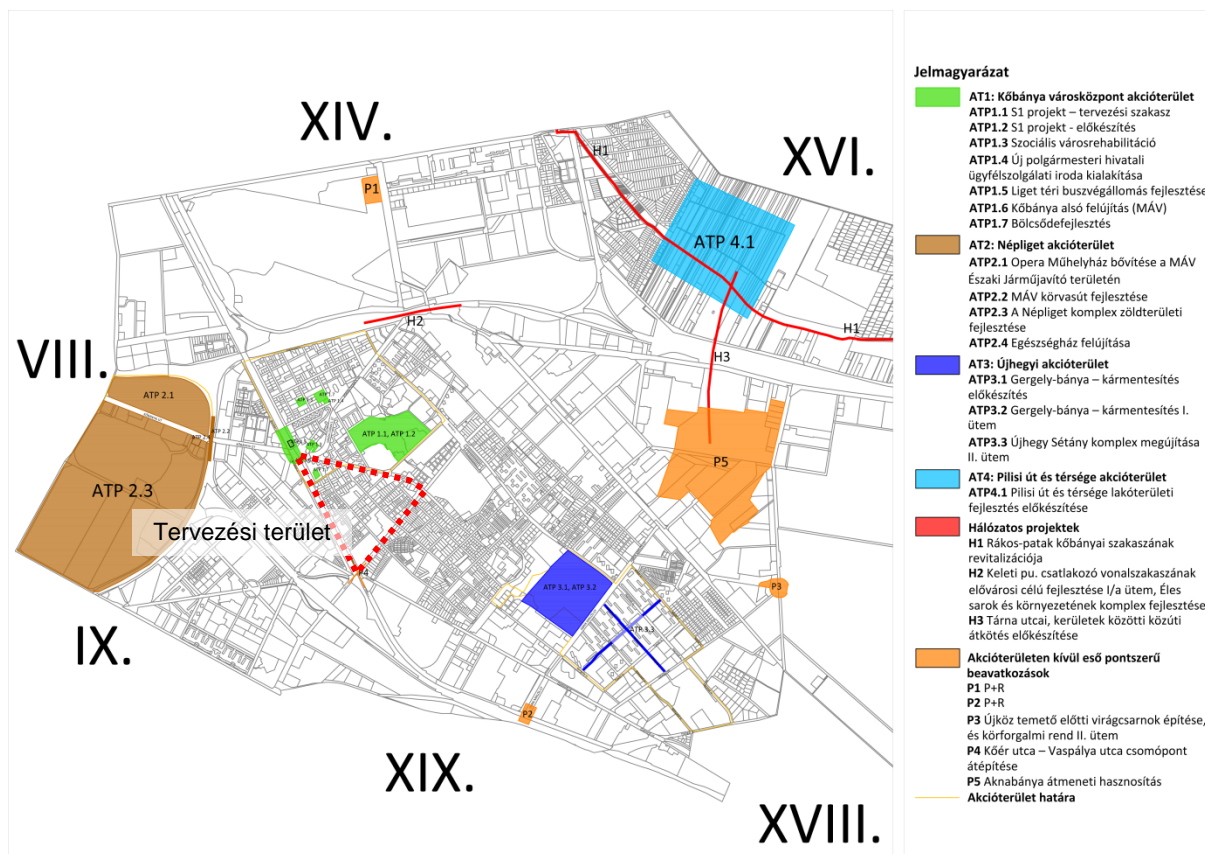 XIV.
XVI.
H1
P1
ATP 4.1
H2
H1
H3
VIII.
ATP 2.1
ATP 2.2
ATP 1.1, ATP 1.2
P5
ATP 2.3
Tervezési terület
P4
ATP 3.1, ATP 3.2
P3
ATP 3.3
IX.
P2
XIX.
XVIII.
Jelmagyarázat
AT1: Kőbánya városközpont akcióterület
ATP1.1 S1 projekt – tervezési szakasz
ATP1.2 S1 projekt - előkészítés
ATP1.3 Szociális városrehabilitáció
ATP1.4 Új polgármesteri hivatali
ügyfélszolgálati iroda kialakítása
ATP1.5 Liget téri buszvégállomás fejlesztése
ATP1.6 Kőbánya alsó felújítás (MÁV)
ATP1.7 Bölcsődefejlesztés
AT2: Népliget akcióterület
ATP2.1 Opera Műhelyház bővítése a MÁV
Északi Járműjavító területén
ATP2.2 MÁV körvasút fejlesztése
ATP2.3 A Népliget komplex zöldterületi
fejlesztése
ATP2.4 Egészségház felújítása
AT3: Újhegyi akcióterület
ATP3.1 Gergely-bánya – kármentesítés
előkészítés
ATP3.2 Gergely-bánya – kármentesítés I.
ütem
ATP3.3 Újhegy Sétány komplex megújítása
II. ütem
AT4: Pilisi út és térsége akcióterület
ATP4.1 Pilisi út és térsége lakóterületi
fejlesztés előkészítése
Hálózatos projektek
H1 Rákos-patak kőbányai szakaszának
revitalizációja
H2 Keleti pu. csatlakozó vonalszakaszának
elővárosi célú fejlesztése I/a ütem, Éles
sarok és környezetének komplex fejlesztése
H3 Tárna utcai, kerületek közötti közúti
átkötés előkészítése
Akcióterületen kívül eső pontszerű
beavatkozások
P1 P+R
P2 P+R
P3 Újköz temető előtti virágcsarnok építése,
és körforgalmi rend II. ütem
P4 Kőér utca – Vaspálya utca csomópont
átépítése
P5 Aknabánya átmeneti hasznosítás
Akcióterület határa